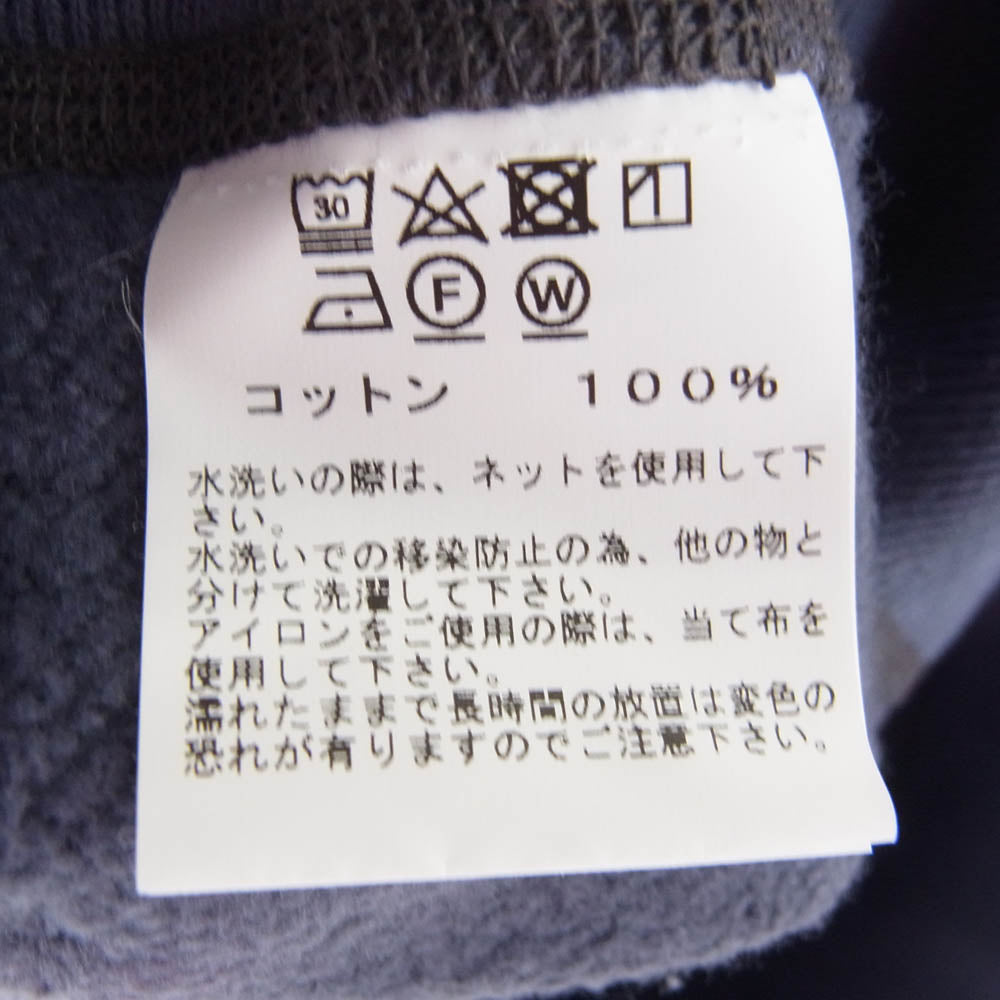 30
F W
コットン 100%
水洗いの際は、ネットを使用して下
さい。
水洗いでの移染防止の為、他の物と
分けて洗濯して下さい。
アイロンをご使用の際は、当て布を
使用して下さい。
濡れたままで長時間の放置は変色の
恐れが有りますのでご注意下さい。